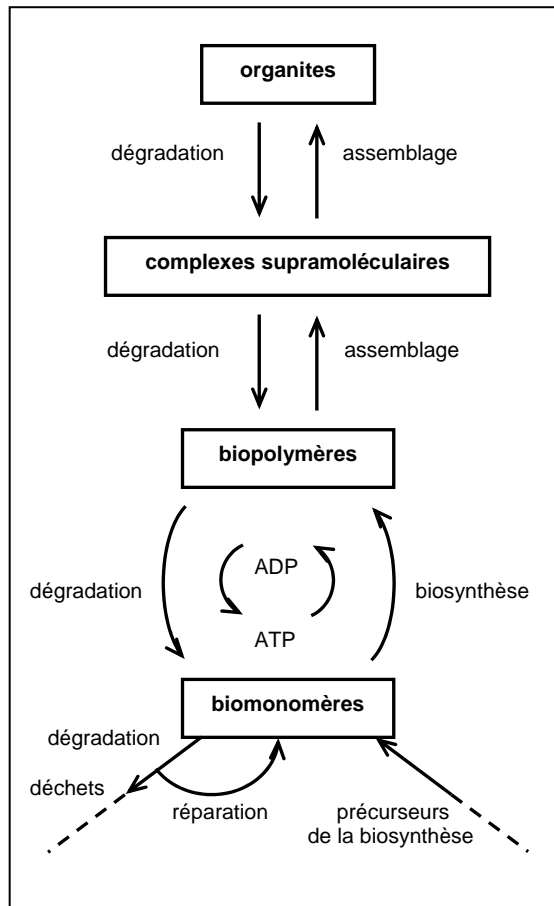 organites
dégradation
assemblage
complexes supramoléculaires
dégradation
assemblage
biopolymères
ADP
dégradation
biosynthèse
ATP
biomonomères
dégradation
déchets
réparation
précurseurs
de la biosynthèse